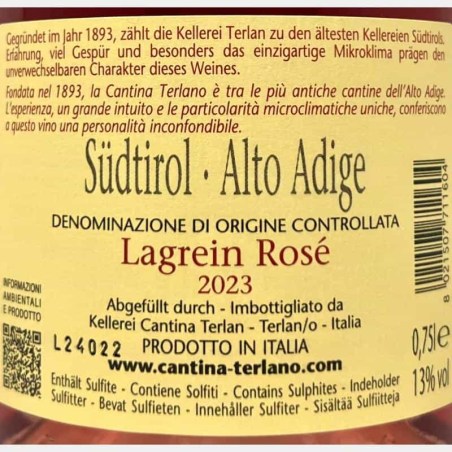 Gegründet im Jahr 1893, zählt die Kellerei Terlan zu den ältesten Kellereien Südtirols.
Erfahrung, viel Gespür und besonders das einzigartige Mikroklima prägen den
unverwechselbaren Charakter dieses Weines.
Fondata nel 1893, la Cantina Terlano è tra le più antiche cantine dell'Alto Adige.
L'esperienza, un grande intuito e le particolarità microclimatiche uniche, conferiscono
a questo vino una personalità inconfondibile.
Südtirol · Alto Adige
DENOMINAZIONE DI ORIGINE CONTROLLATA
Lagrein Rosé
2023
Abgefüllt durch - Imbottigliato da
Kellerei Cantina Terlan - Terlan/o - Italia
L24022 PRODOTTO IN ITALIA
www.cantina-terlano.com
Enthält Sulfite - Contiene Solfiti - Contains Sulphites - Indeholder
Sulfitter - Bevat Sulfieten - Innehåller Sulfiter - Sisältää Sulfiitteja
INFORMAZIONI
AMBIENTALI
E PRODOTTO
8 021507 711604
0,75l e
13% vol